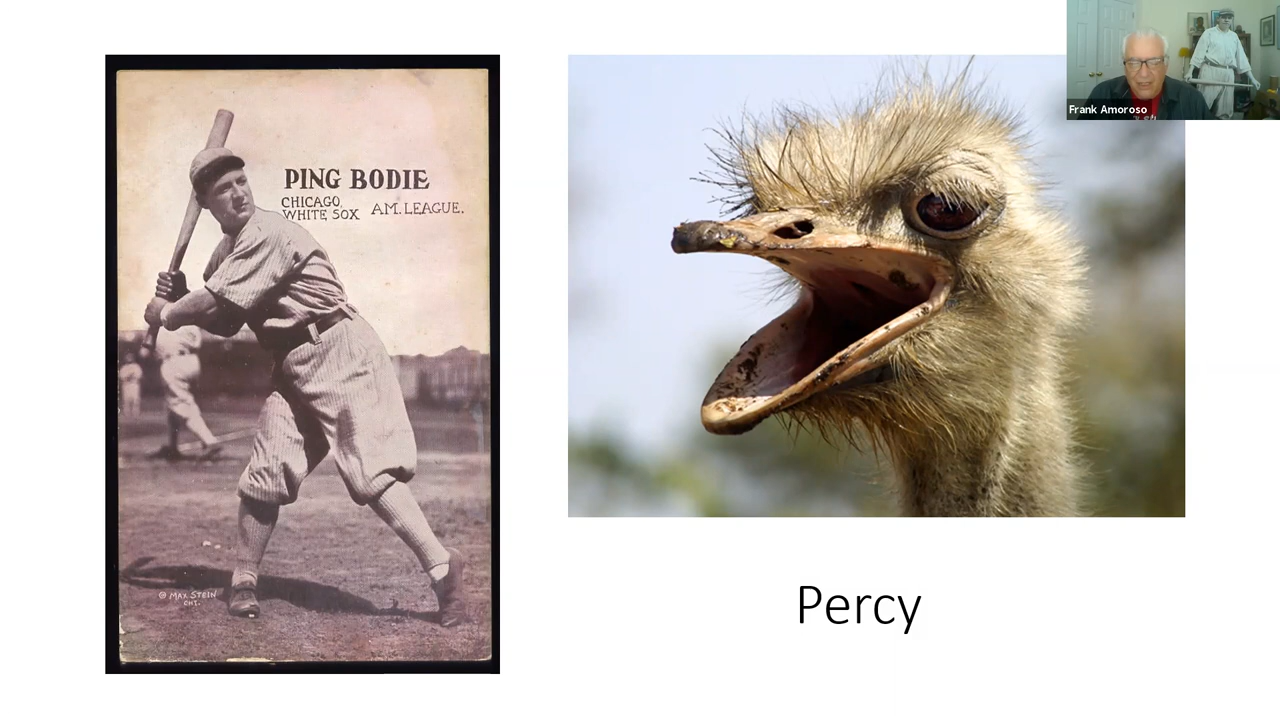 PING BODIE
CHICAGO,
WHITE SOX AM. LEAGUE.
© MAX STEIN
CHI.
Percy
Frank Amoroso